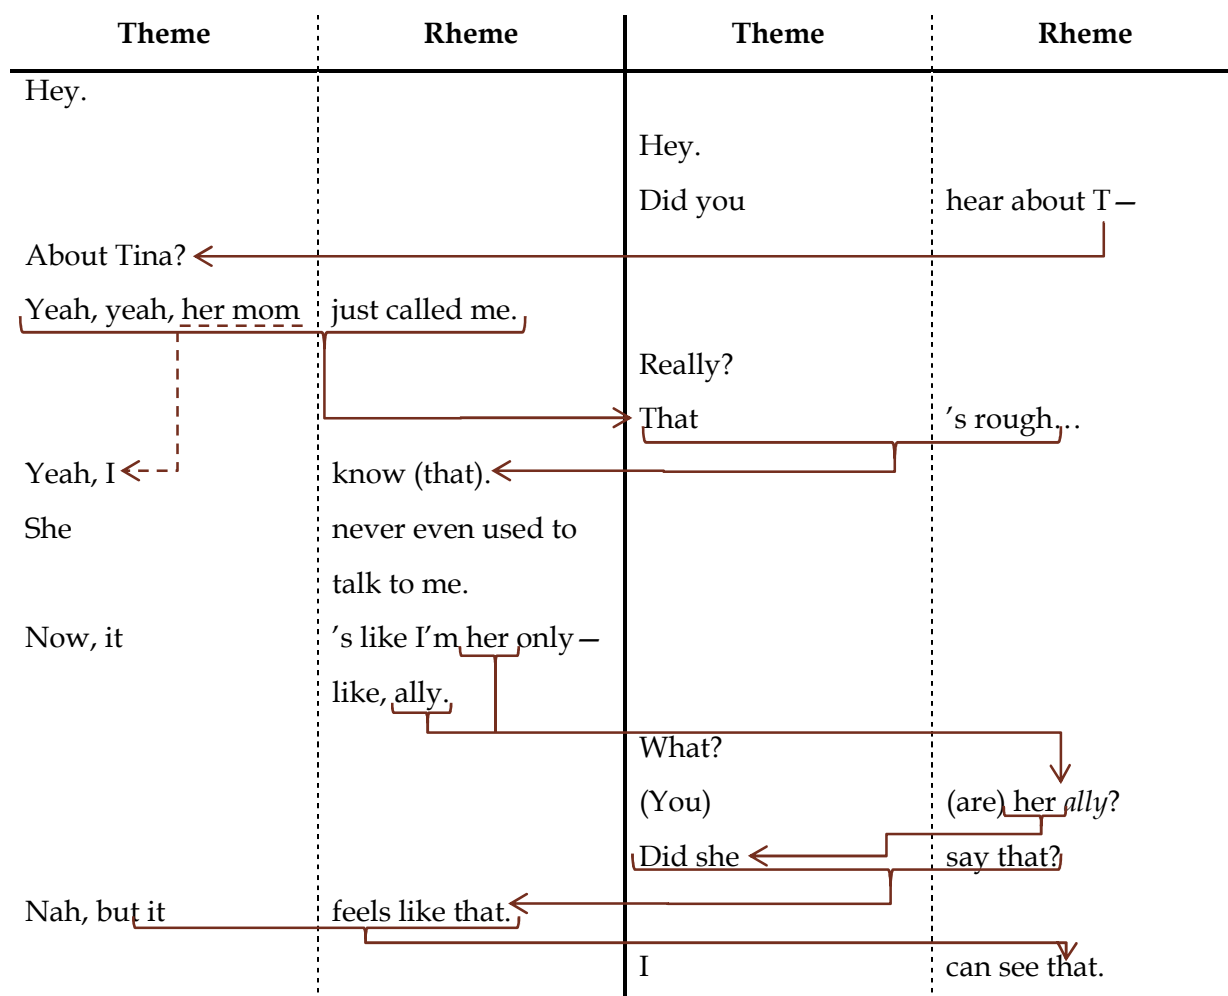 Theme Rheme Theme Rheme
Hey.
Hey.
Did you hear about T—
About Tina?
Yeah, yeah, her mom just called me.
Really?
That ’s rough…
Yeah, I know (that).
She never even used to
talk to me.
Now, it ’s like I’m her only—
like, ally.
What?
(You) (are) her ally?
Did she say that?
Nah, but it feels like that.
I can see that.